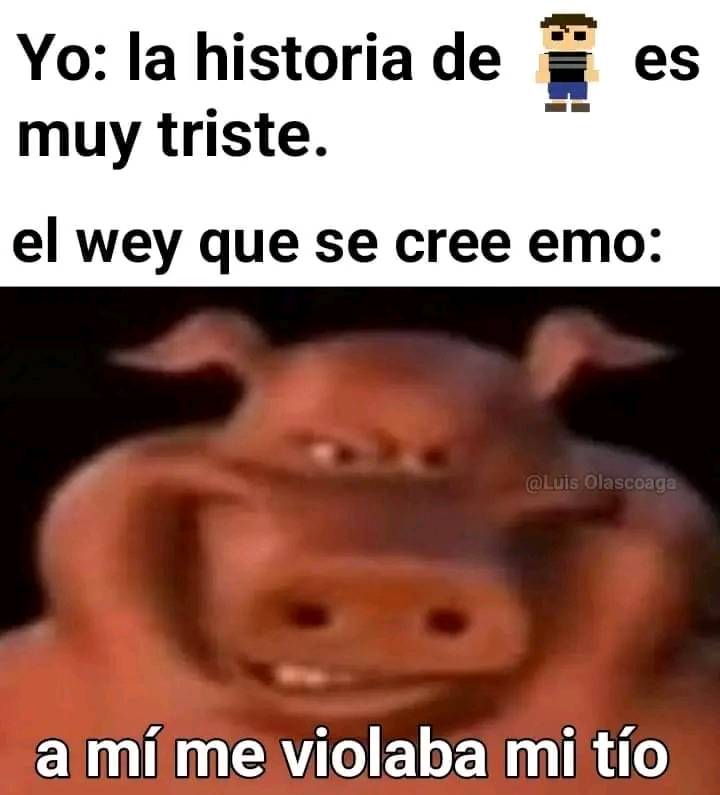 Yo: la historia de es
muy triste.
el wey que se cree emo:
@Luis Olascoaga
a mí me violaba mi tío